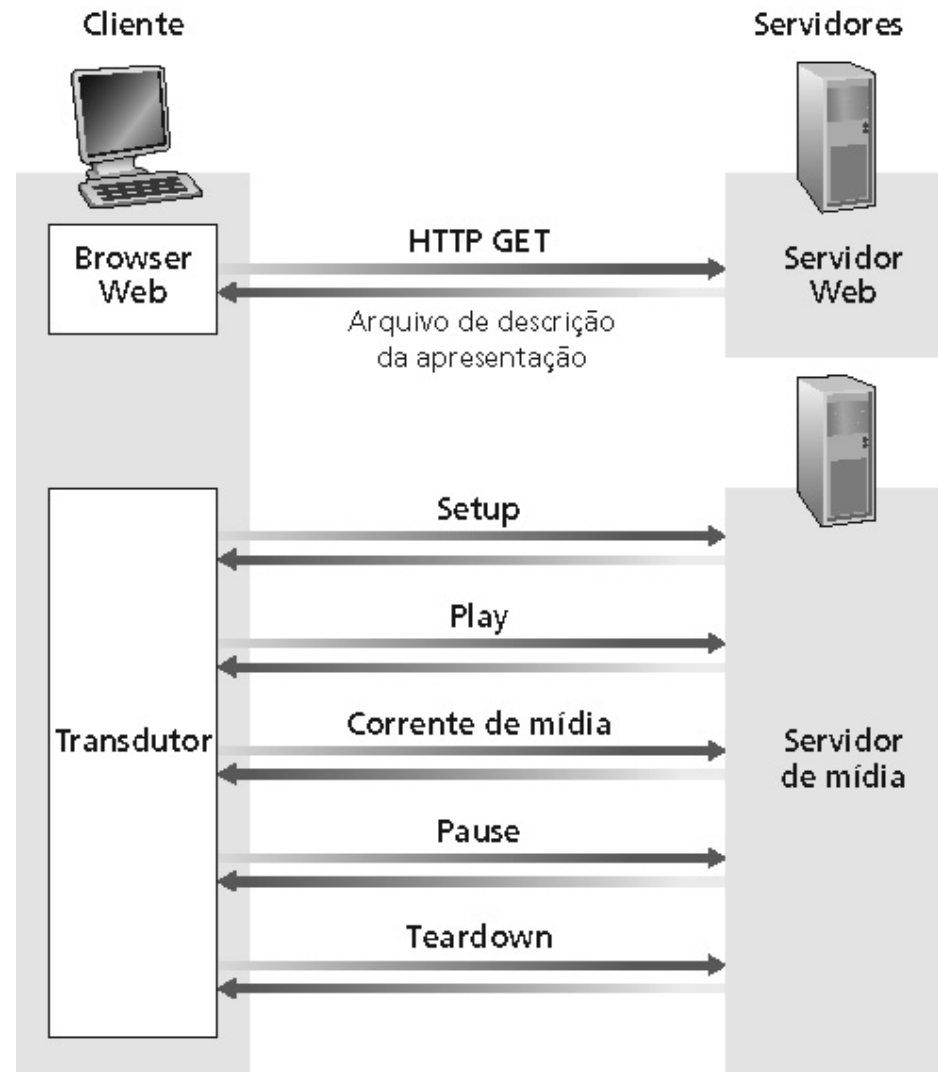 Cliente
Servidores
Browser
Web
HTTP GET
Arquivo de descrição
da apresentação
Servidor
Web
Transdutor
Setup
Play
Corrente de mídia
Pause
Teardown
Servidor
de mídia